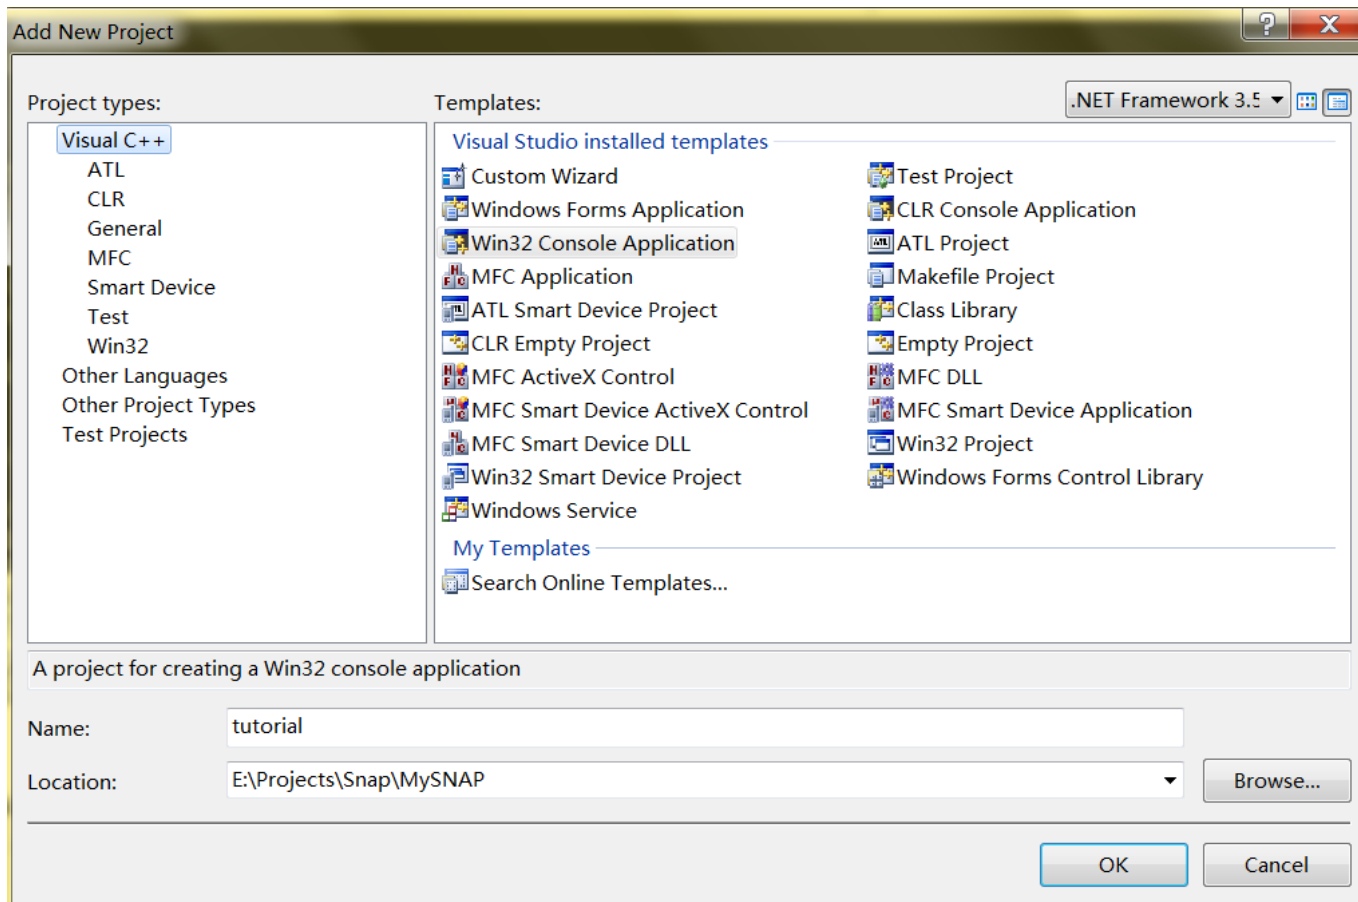 Add New Project
?
X
Project types:
Templates:
.NET Framework 3.5
Visual C++
ATL
CLR
General
MFC
Smart Device
Test
Win32
Other Languages
Other Project Types
Test Projects
Visual Studio installed templates
Custom Wizard
Test Project
Windows Forms Application
CLR Console Application
Win32 Console Application
ATL Project
MFC Application
Makefile Project
ATL Smart Device Project
Class Library
CLR Empty Project
Empty Project
MFC ActiveX Control
MFC DLL
MFC Smart Device ActiveX Control
MFC Smart Device Application
MFC Smart Device DLL
Win32 Project
Win32 Smart Device Project
Windows Forms Control Library
Windows Service
My Templates
Search Online Templates...
A project for creating a Win32 console application
Name:
tutorial
Location:
E:\Projects\Snap\MySNAP
Browse...
OK
Cancel